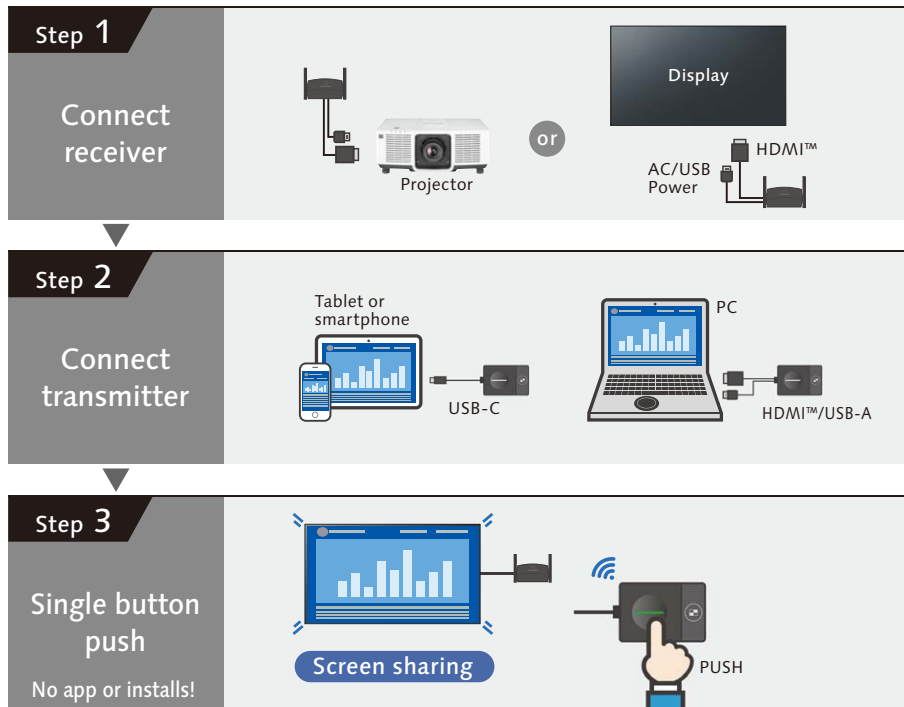 Step 1
Connect
receiver
Projector
or
Display
HDMI™
AC/USB
Power
Step 2
Connect
transmitter
Tablet or
smartphone
USB-C
PC
HDMI™/USB-A
Step 3
Single button
push
No app or installs!
Screen sharing
PUSH